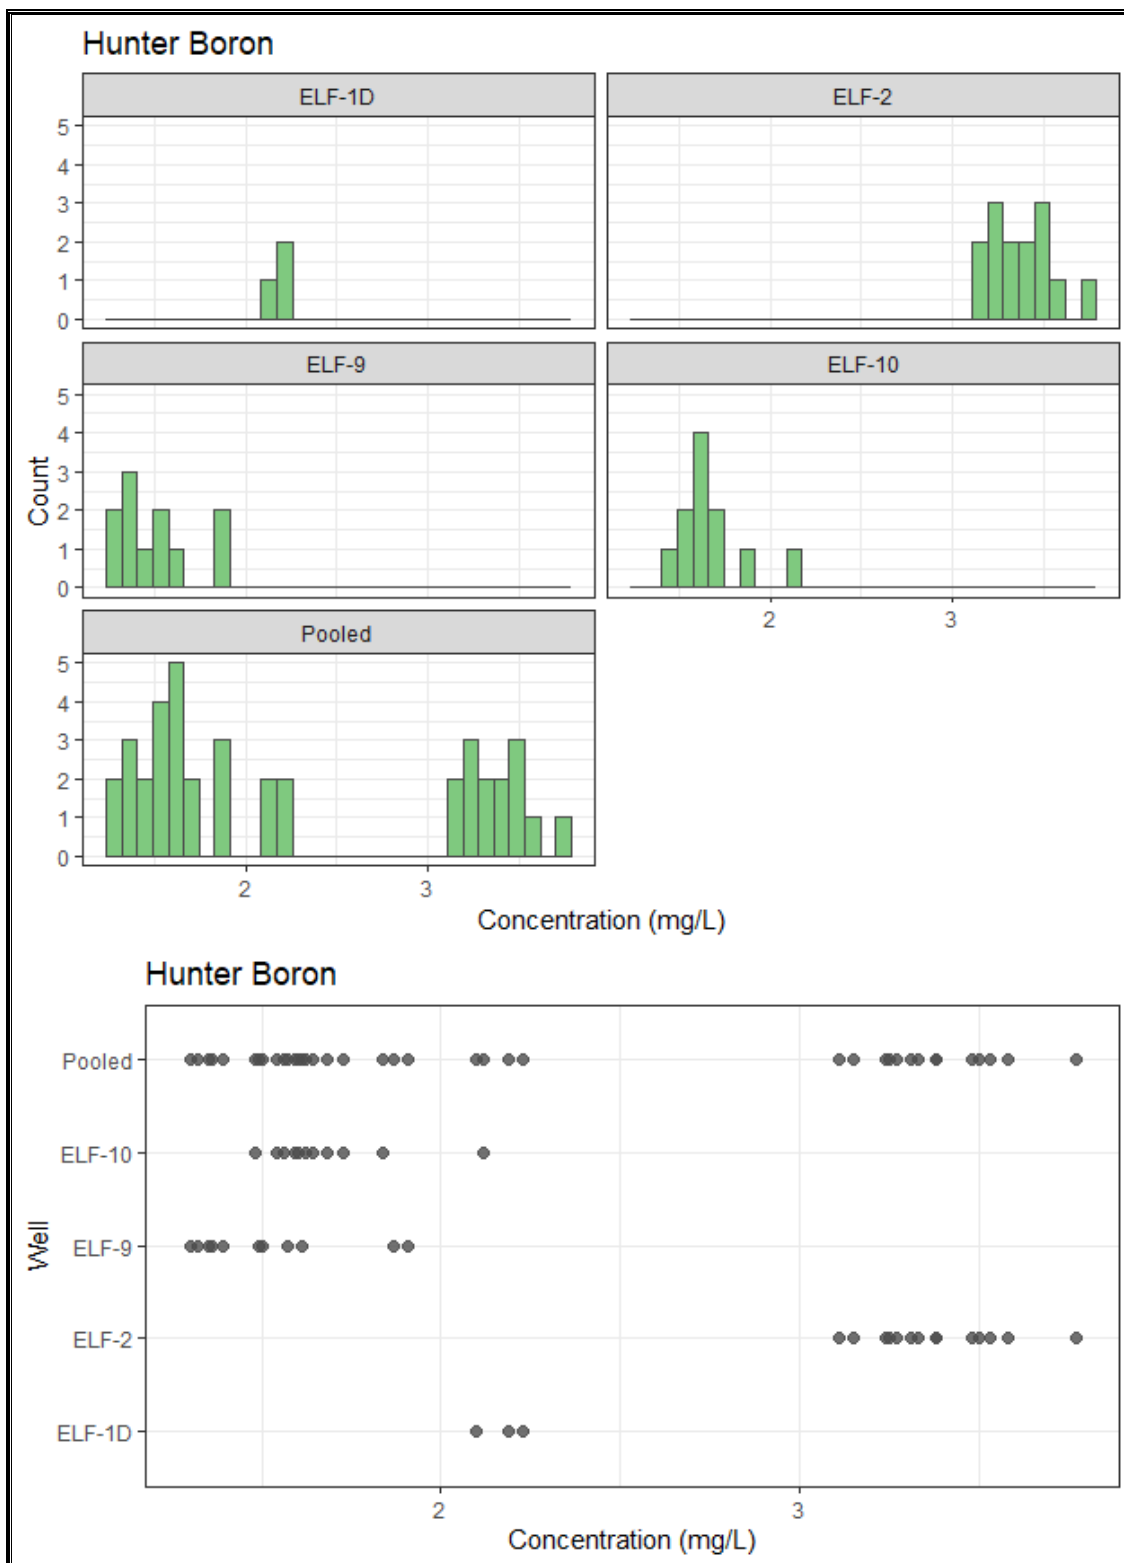 Hunter Boron
ELF-1D
ELF-2
5
4
3
2
1
0
ELF-9
ELF-10
5
4
3
2
1
0
2
3
Count
Pooled
5
4
3
2
1
0
2
3
Concentration (mg/L)
Hunter Boron
Pooled
ELF-10
ELF-9
ELF-2
ELF-1D
Well
2
3
Concentration (mg/L)